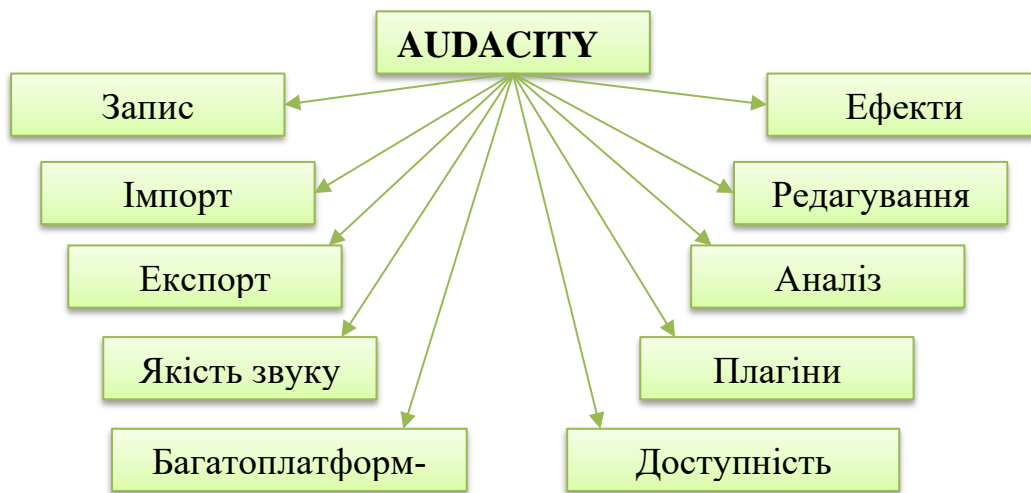 AUDACITY
Запис
Ефекти
Імпорт
Редагування
Експорт
Аналіз
Якість звуку
Плагіни
Багатоплатформ-
Доступність